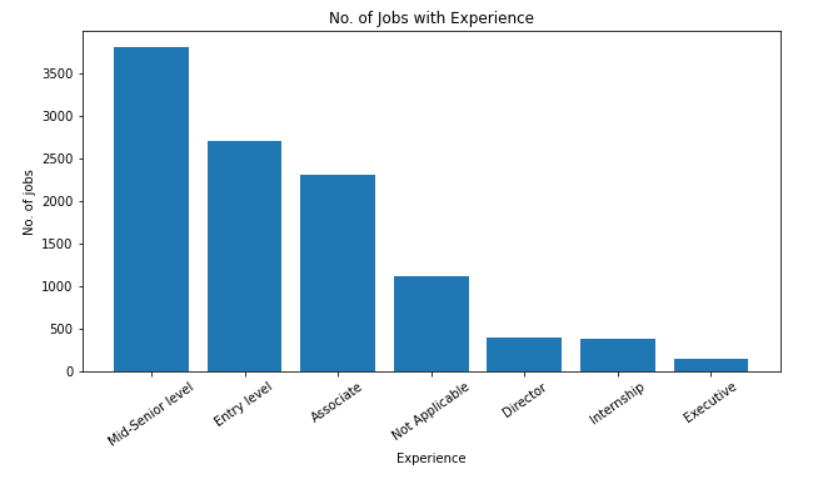 No. of Jobs with Experience
No. of jobs
3500
3000
2500
2000
1500
1000
500
0
Mid-Senior level
Entry level
Associate
Not Applicable
Director
Internship
Executive
Experience